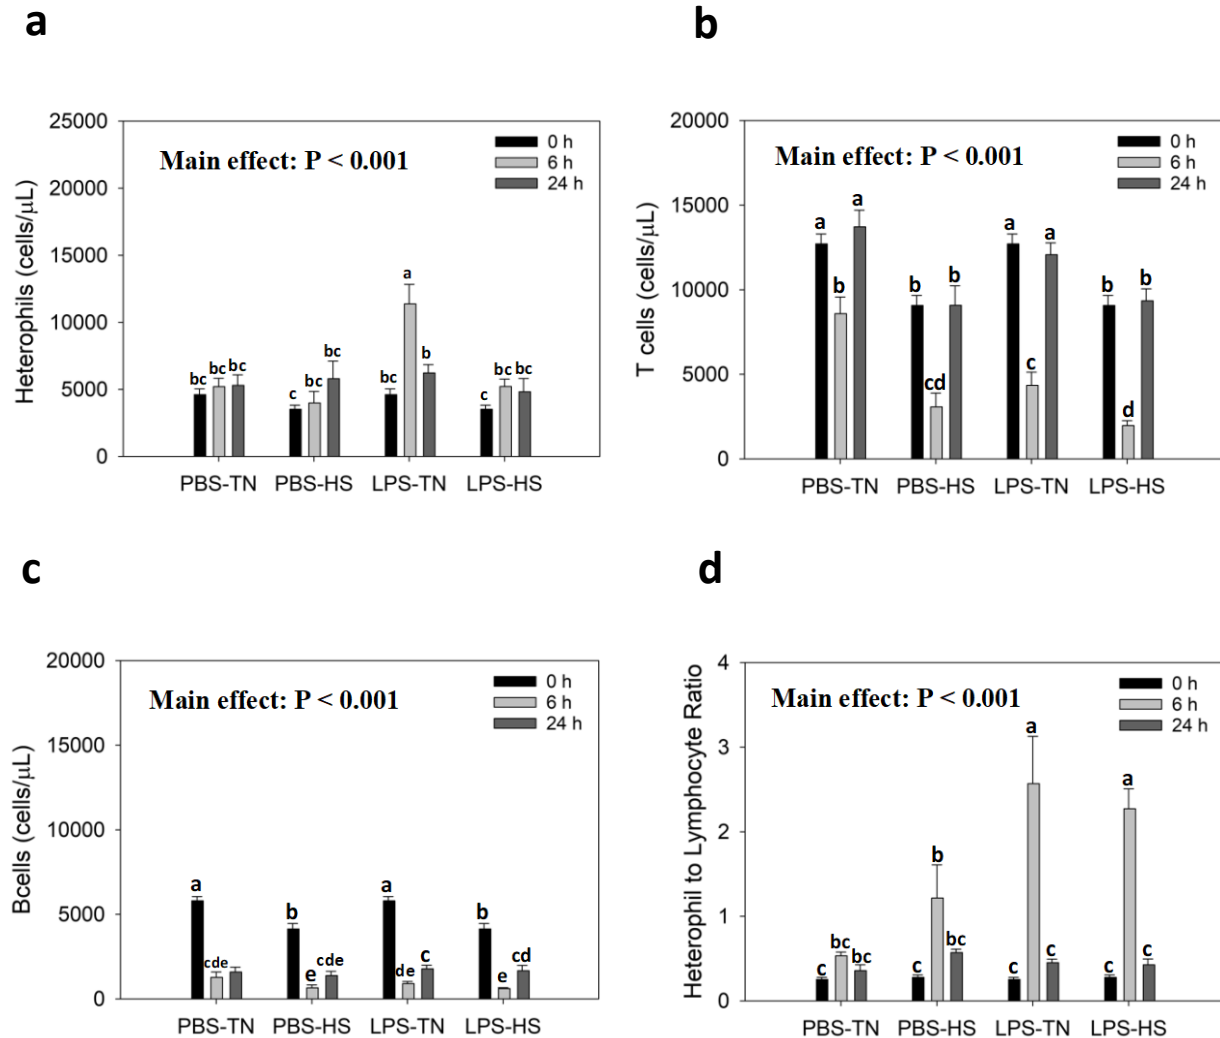 a
25000
20000
15000
10000
5000
0
Heterophils (cells/µL)
Main effect: P < 0.001
0 h
6 h
24 h
bc bc bc
c bc bc
bc a b
c bc bc
PBS-TN PBS-HS LPS-TN LPS-HS
b
20000
15000
10000
5000
0
T cells (cells/µL)
Main effect: P < 0.001
0 h
6 h
24 h
a b a
b cd b
a c a
b d b
PBS-TN PBS-HS LPS-TN LPS-HS
c
20000
15000
10000
5000
0
Bcells (cells/µL)
Main effect: P < 0.001
0 h
6 h
24 h
a cde
b e cde
a de c
b e cd
PBS-TN PBS-HS LPS-TN LPS-HS
d
4
3
2
1
0
Heterophil to Lymphocyte Ratio
Main effect: P < 0.001
0 h
6 h
24 h
c bc bc
c b bc
c a c
c a c
PBS-TN PBS-HS LPS-TN LPS-HS